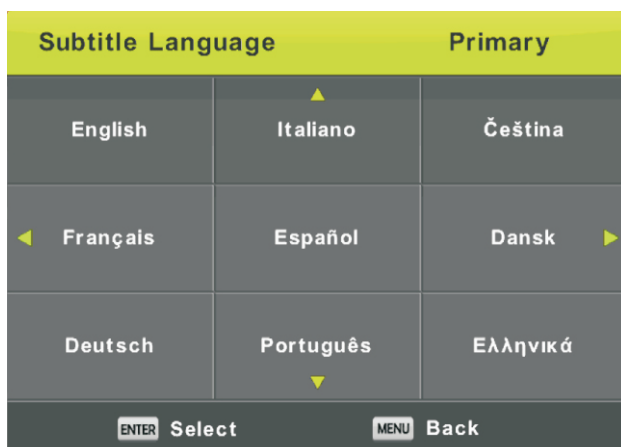 Subtitle Language Primary
English Italiano Čeština
Français Español Dansk
Deutsch Português Ελληνικά
ENTER Select MENU Back